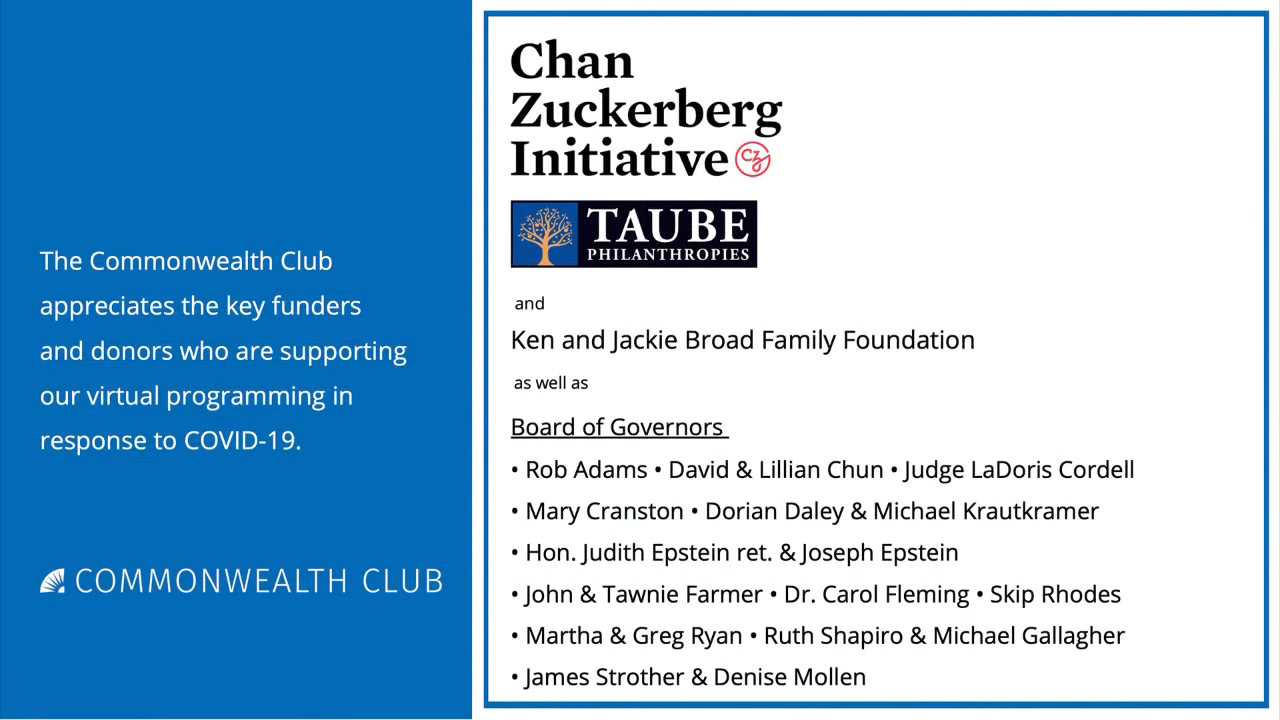 The Commonwealth Club
appreciates the key funders
and donors who are supporting
our virtual programming in
response to COVID-19.
COMMONWEALTH CLUB
Chan
Zuckerberg
Initiative CZ
TAUBE
PHILANTHROPIES
and
Ken and Jackie Broad Family Foundation
as well as
Board of Governors
• Rob Adams • David & Lillian Chun • Judge LaDoris Cordell
• Mary Cranston • Dorian Daley & Michael Krautkramer
• Hon. Judith Epstein ret. & Joseph Epstein
• John & Tawnie Farmer • Dr. Carol Fleming • Skip Rhodes
• Martha & Greg Ryan • Ruth Shapiro & Michael Gallagher
• James Strother & Denise Mollen